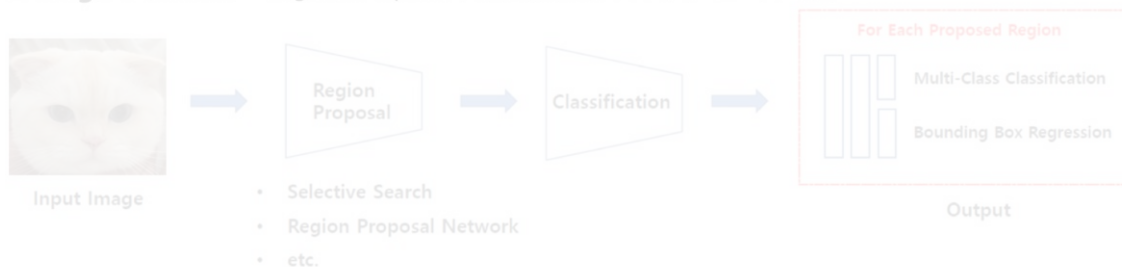 For Each Proposed Region
Region
Proposal
Classification
Multi-Class Classification
Bounding Box Regression
Input Image
• Selective Search
• Region Proposal Network
• etc.
Output